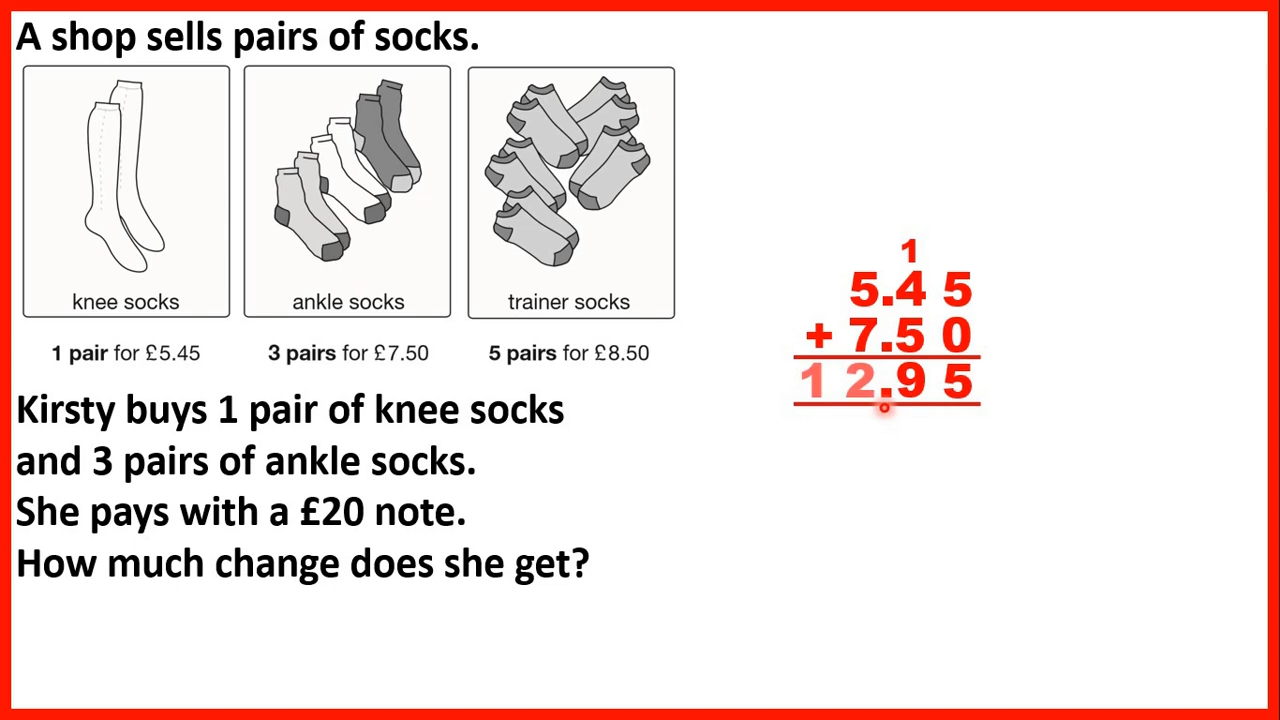 A shop sells pairs of socks.
knee socks
ankle socks
trainer socks
1 pair for £5.45
3 pairs for £7.50
5 pairs for £8.50
Kirsty buys 1 pair of knee socks
and 3 pairs of ankle socks.
She pays with a £20 note.
How much change does she get?
1
5.4 5
+ 7.5 0
1 2.9 5